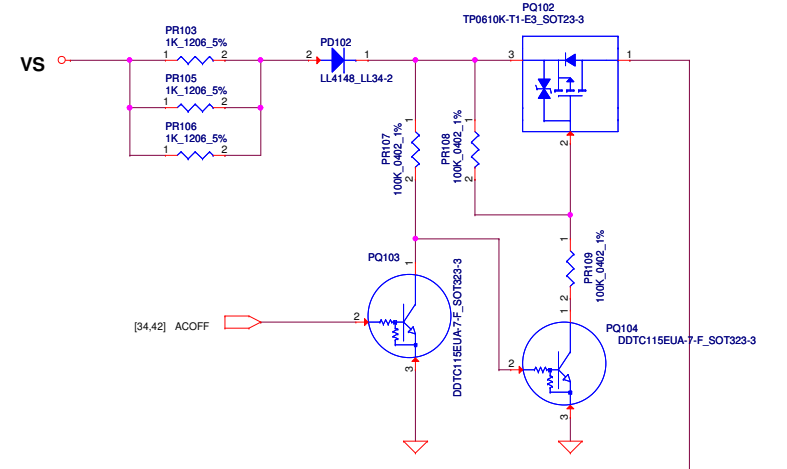 PQ102
TP0610K-T1-E3_SOT23-3
PR103
1K_1206_5%
1 2
VS
PD102
2 1
LL4148_LL34-2
3 1
2
PR105
1K_1206_5%
1 2
PR106
1K_1206_5%
1 2
PR107
100K_0402_1%
1 2
PR108
100K_0402_1%
1 2
PR109
100K_0402_1%
1 2
PQ103
DDTC115EUA-7-F_SOT323-3
1
2
3
[34,42] ACOFF
PQ104
DDTC115EUA-7-F_SOT323-3
1
2
3